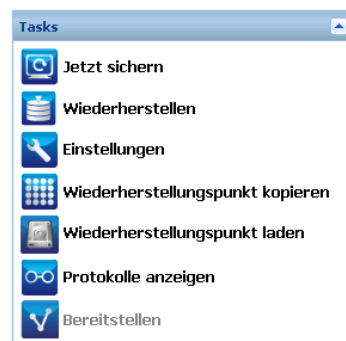 Tasks
Jetzt sichern
Wiederherstellen
Einstellungen
Wiederherstellungspunkt kopieren
Wiederherstellungspunkt laden
Protokolle anzeigen
Bereitstellen